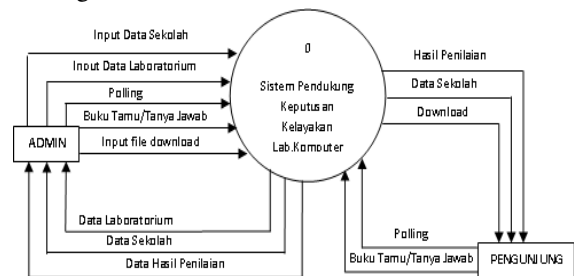 Input Data Sekolah
Inout Data Laboratorium
Polling
Buku Tamu/Tanya Jawab
Input file download
ADMIN
0
Sistem Pendukung
Keputusan
Kelayakan
Lab.Komouter
Hasil Penilaian
Data Sekolah
Download
Data Laboratorium
Data Sekolah
Data Hasil Penilaian
Polling
Buku Tamu/Tanya Jawab
PENGUNJUNG